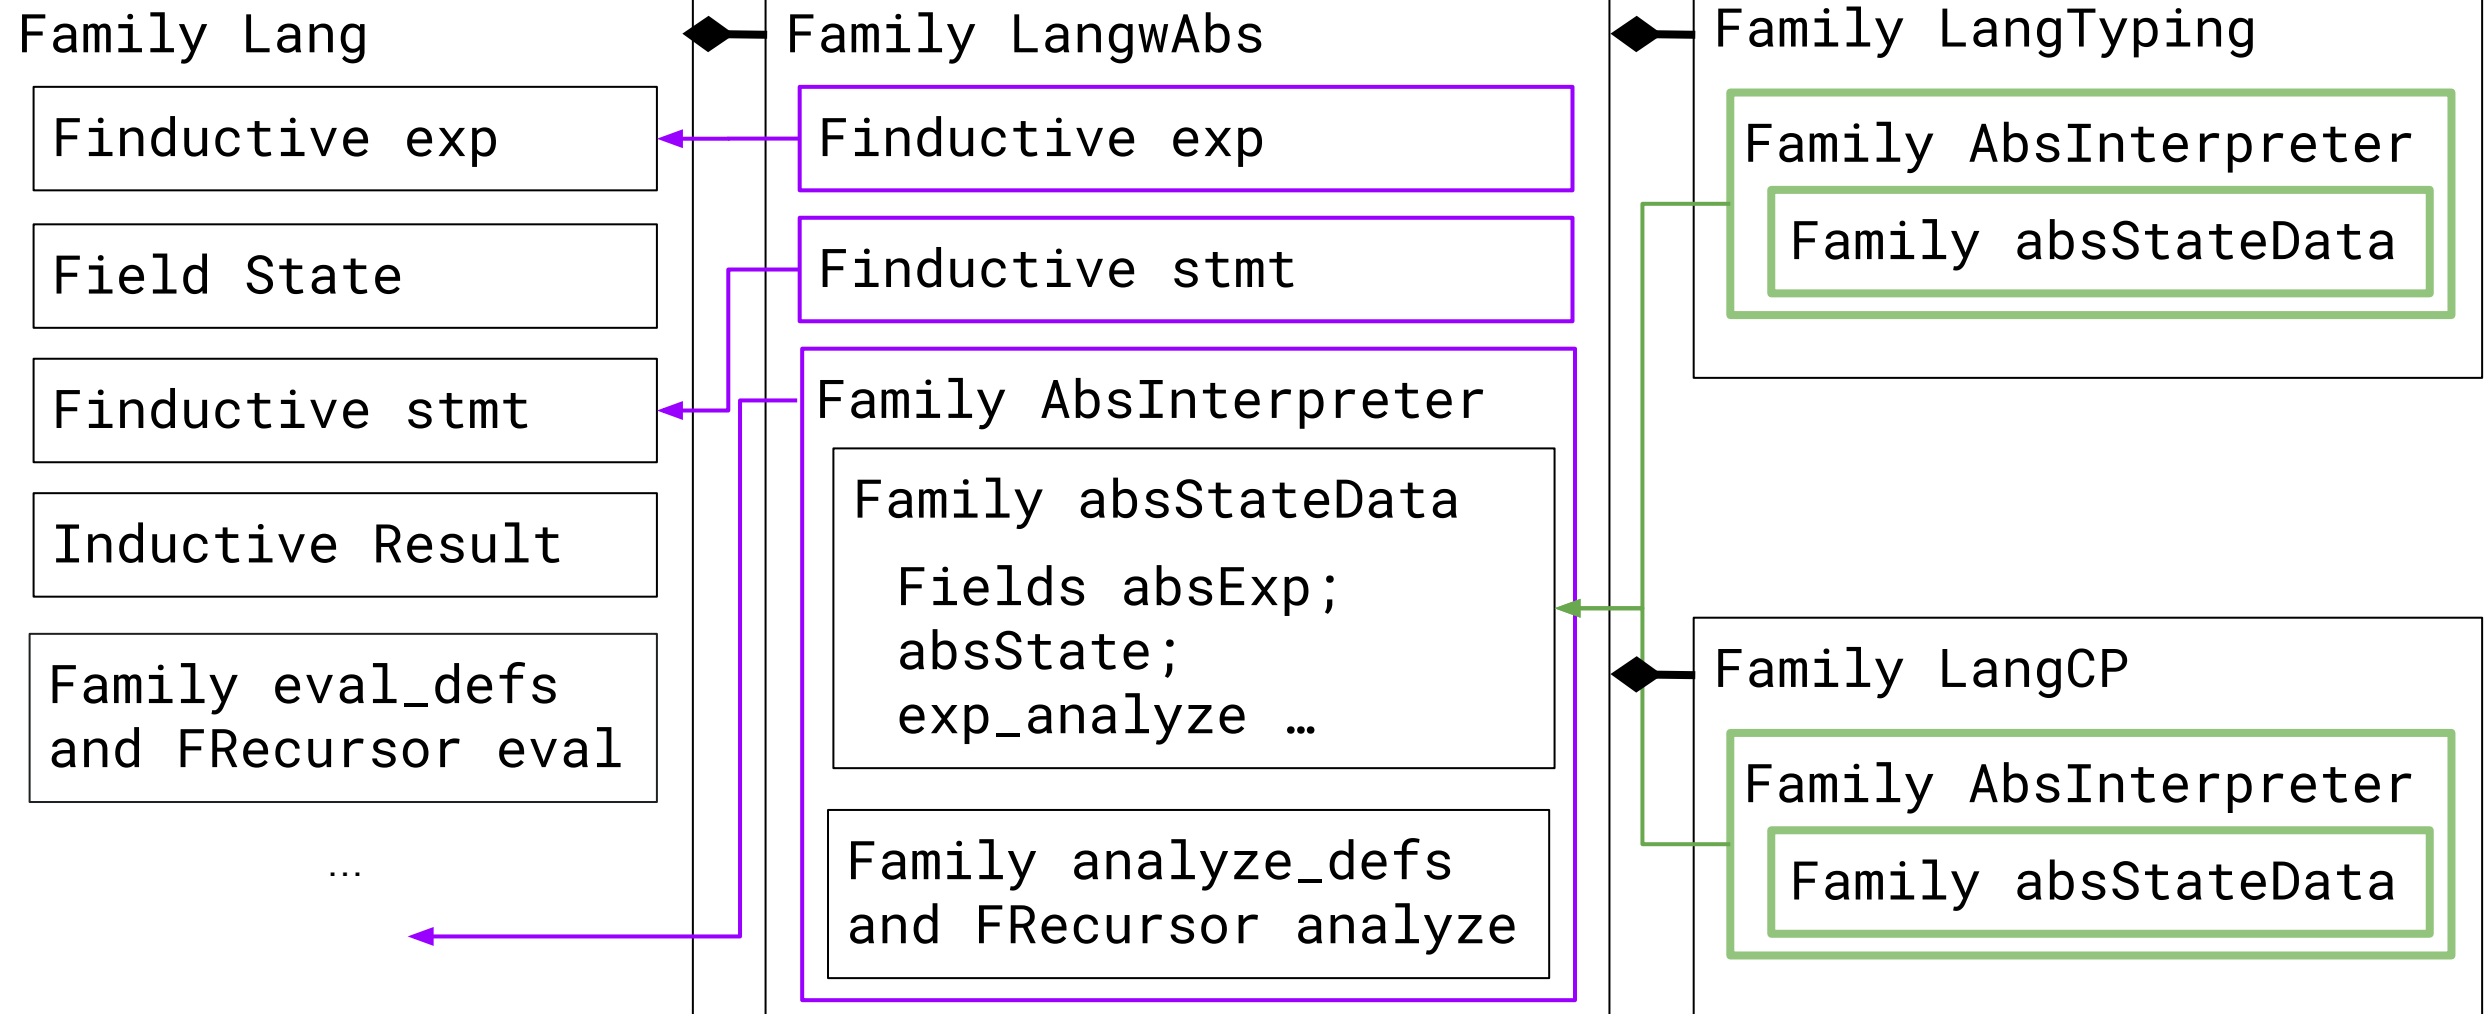 Family Lang
Finductive exp
Field State
Finductive stmt
Inductive Result
Family eval_defs
and FRecursor eval
...
Family LangwAbs
Finductive exp
Finductive stmt
Family AbsInterpreter
Family absStateData
Fields absExp;
absState;
exp_analyze …
Family analyze_defs
and FRecursor analyze
Family LangTyping
Family AbsInterpreter
Family absStateData
Family LangCP
Family AbsInterpreter
Family absStateData